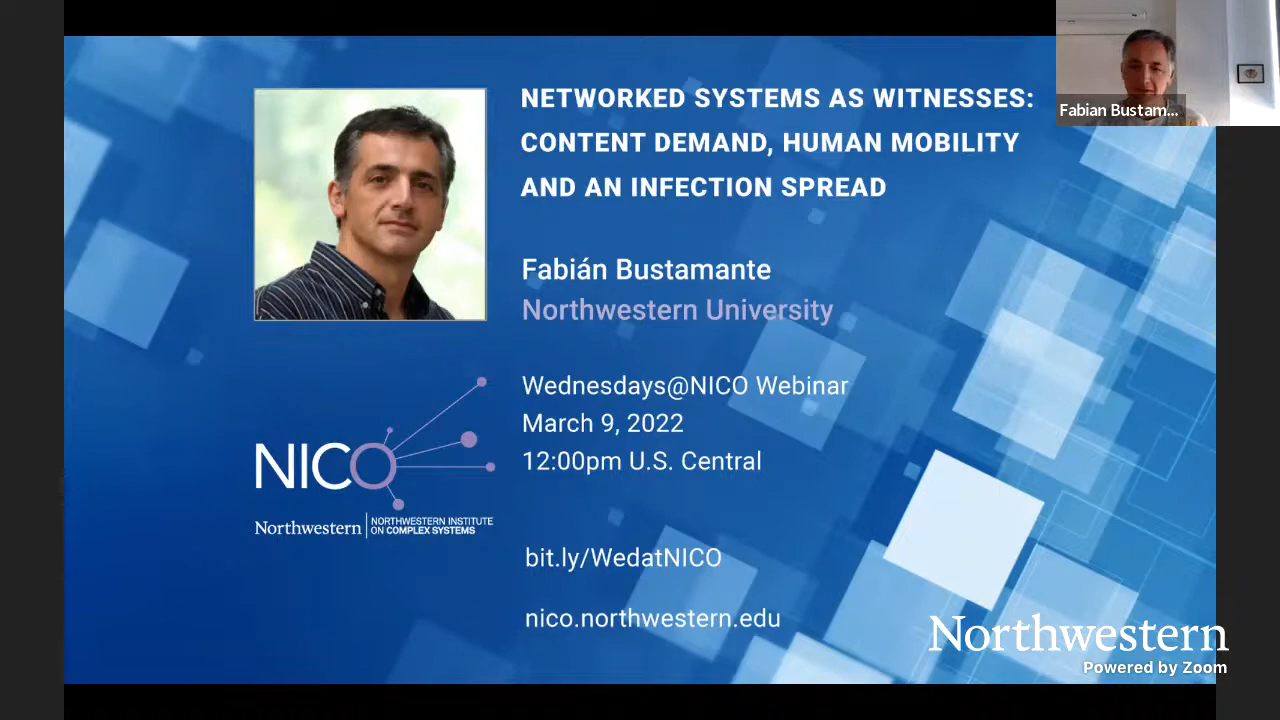 NETWORKED SYSTEMS AS WITNESSES:
CONTENT DEMAND, HUMAN MOBILITY
AND AN INFECTION SPREAD
Fabian Bustam...
Fabián Bustamante
Northwestern University
Wednesdays@NICO Webinar
March 9, 2022
12:00pm U.S. Central
NICO
Northwestern
NORTHWESTERN INSTITUTE
ON COMPLEX SYSTEMS
bit.ly/WedatNICO
nico.northwestern.edu
Northwestern
Powered by Zoom